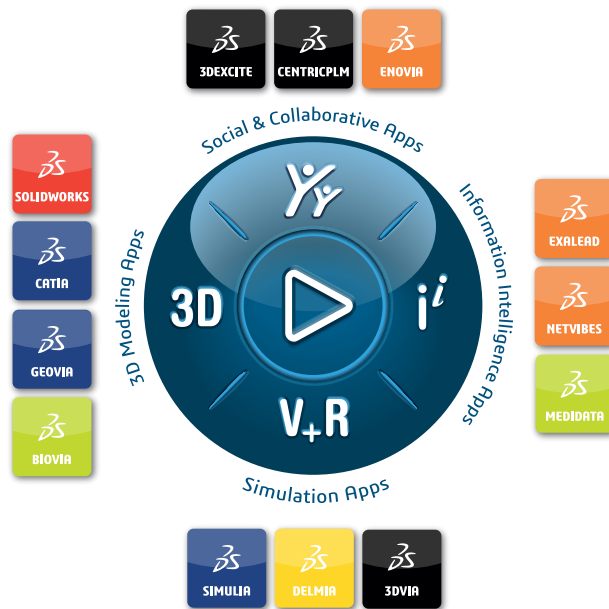 3DEXCITE
CENTRICPLM
ENOVIA
Social & Collaborative Apps
SOLIDWORKS
CATIA
GEOVIA
BIOVIA
3D Modeling Apps
3D
i i
V+R
Information Intelligence Apps
EXALEAD
NETVIBES
MEDIDATA
Simulation Apps
SIMULIA
DELMIA
3DVIA